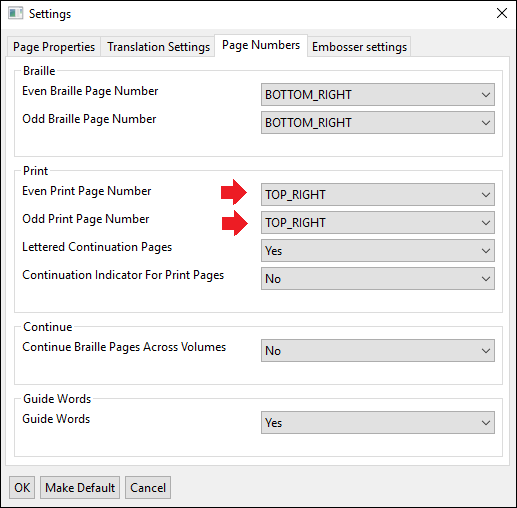 Settings
Page Properties Translation Settings Page Numbers Embosser settings
Braille
Even Braille Page Number BOTTOM_RIGHT
Odd Braille Page Number BOTTOM_RIGHT
Print
Even Print Page Number TOP_RIGHT
Odd Print Page Number TOP_RIGHT
Lettered Continuation Pages Yes
Continuation Indicator For Print Pages No
Continue
Continue Braille Pages Across Volumes No
Guide Words
Guide Words Yes
OK Make Default Cancel